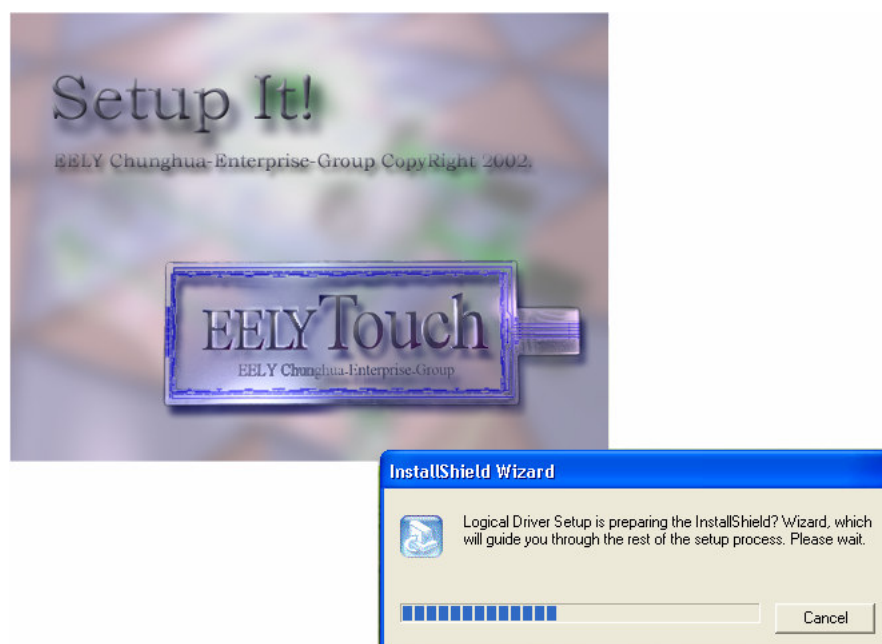 Setup It!
EELY Chunghua-Enterprise-Group CopyRight 2002.
EELYTouch
EELY Chunghua-Enterprise-Group
InstallShield Wizard
Logical Driver Setup is preparing the InstallShield? Wizard, which
will guide you through the rest of the setup process. Please wait.
Cancel